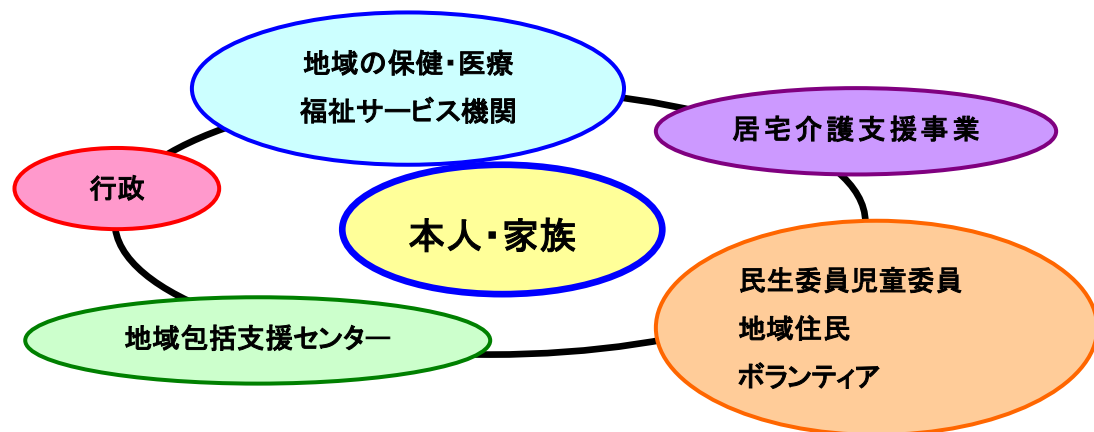 地域の保健・医療
福祉サービス機関
居宅介護支援事業
行政
本人・家族
民生委員児童委員
地域住民
ボランティア
地域包括支援センター